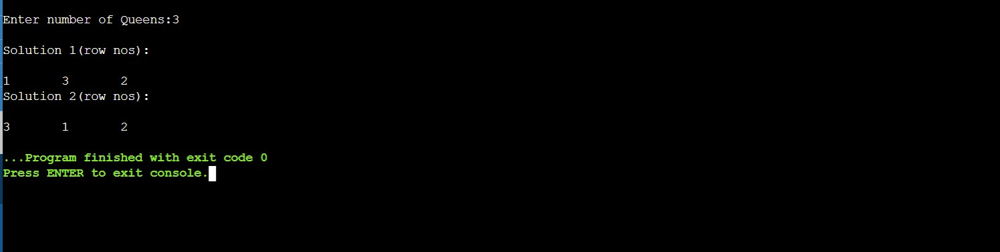 Enter number of Queens:3
Solution 1(row nos):
1 3 2
Solution 2(row nos):
3 1 2
...Program finished with exit code 0
Press ENTER to exit console.